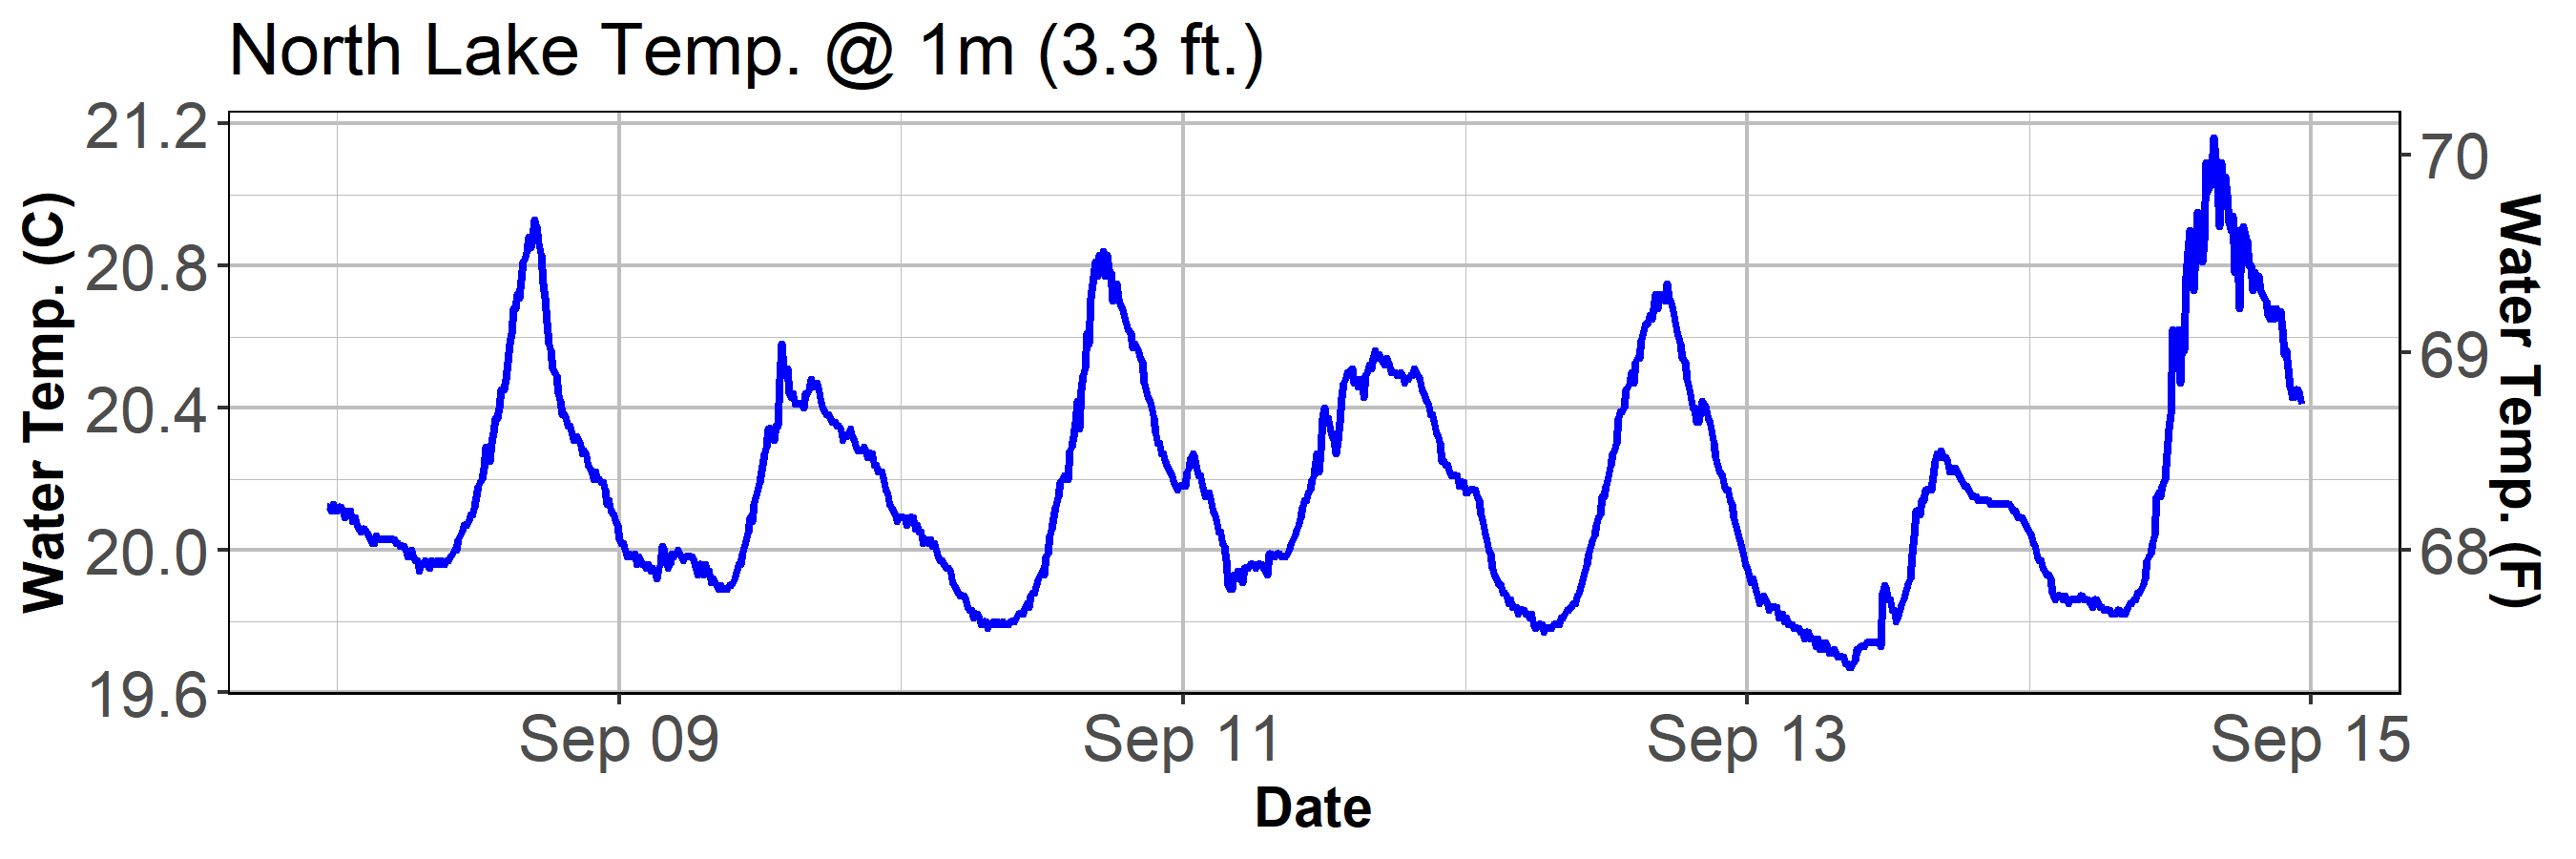 North Lake Temp. @ 1m (3.3 ft.)
Water Temp. (C)
21.2
20.8
20.4
20.0
19.6
70
69
68
Water Temp. (F)
Sep 09 Sep 11 Sep 13 Sep 15
Date